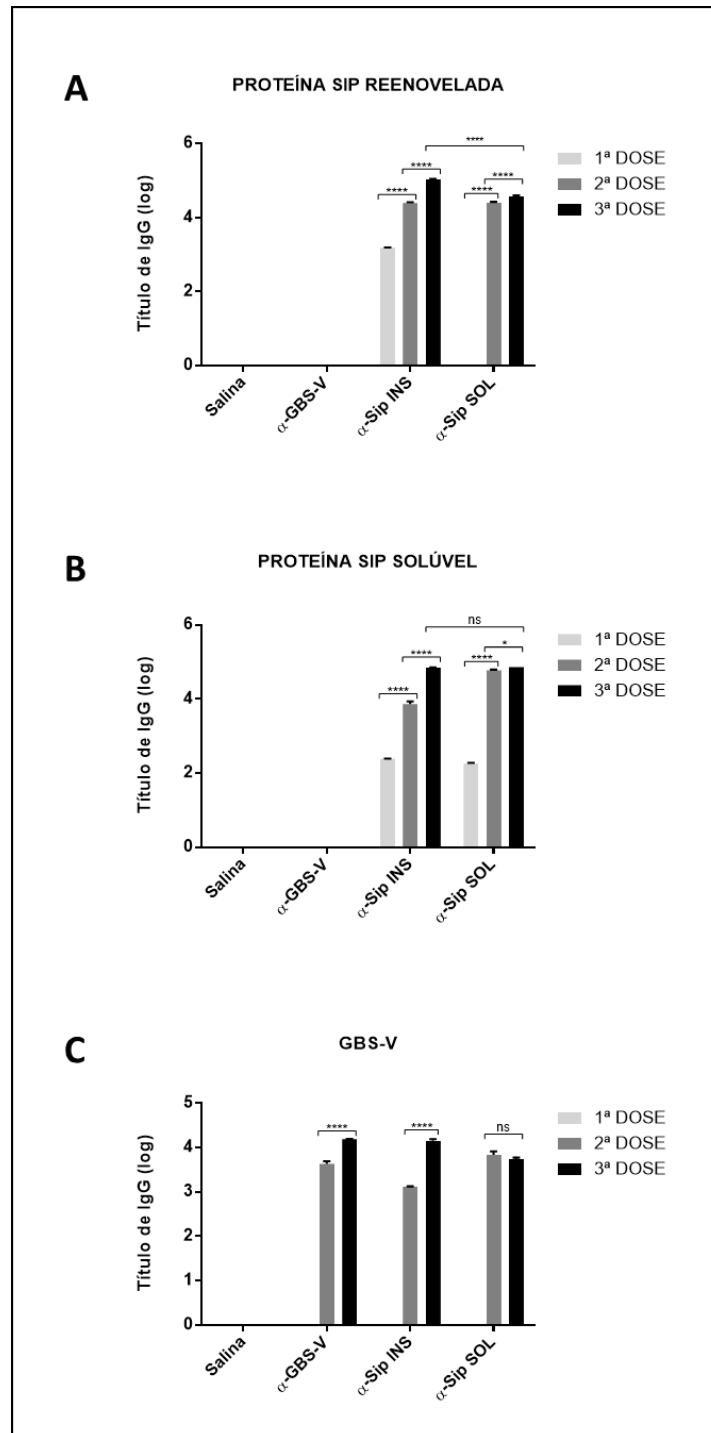 A
PROTEÍNA SIP REENOVELADA
Título de IgG (log)
6
4
2
0
****
****
****
****
****
1ª DOSE
2ª DOSE
3ª DOSE
Salina
α-GBS-V
α-Sip INS
α-Sip SOL
B
PROTEÍNA SIP SOLÚVEL
Título de IgG (log)
6
4
2
0
ns
****
*
****
****
1ª DOSE
2ª DOSE
3ª DOSE
Salina
α-GBS-V
α-Sip INS
α-Sip SOL
C
GBS-V
Título de IgG (log)
5
4
3
2
1
0
****
****
ns
1ª DOSE
2ª DOSE
3ª DOSE
Salina
α-GBS-V
α-Sip INS
α-Sip SOL